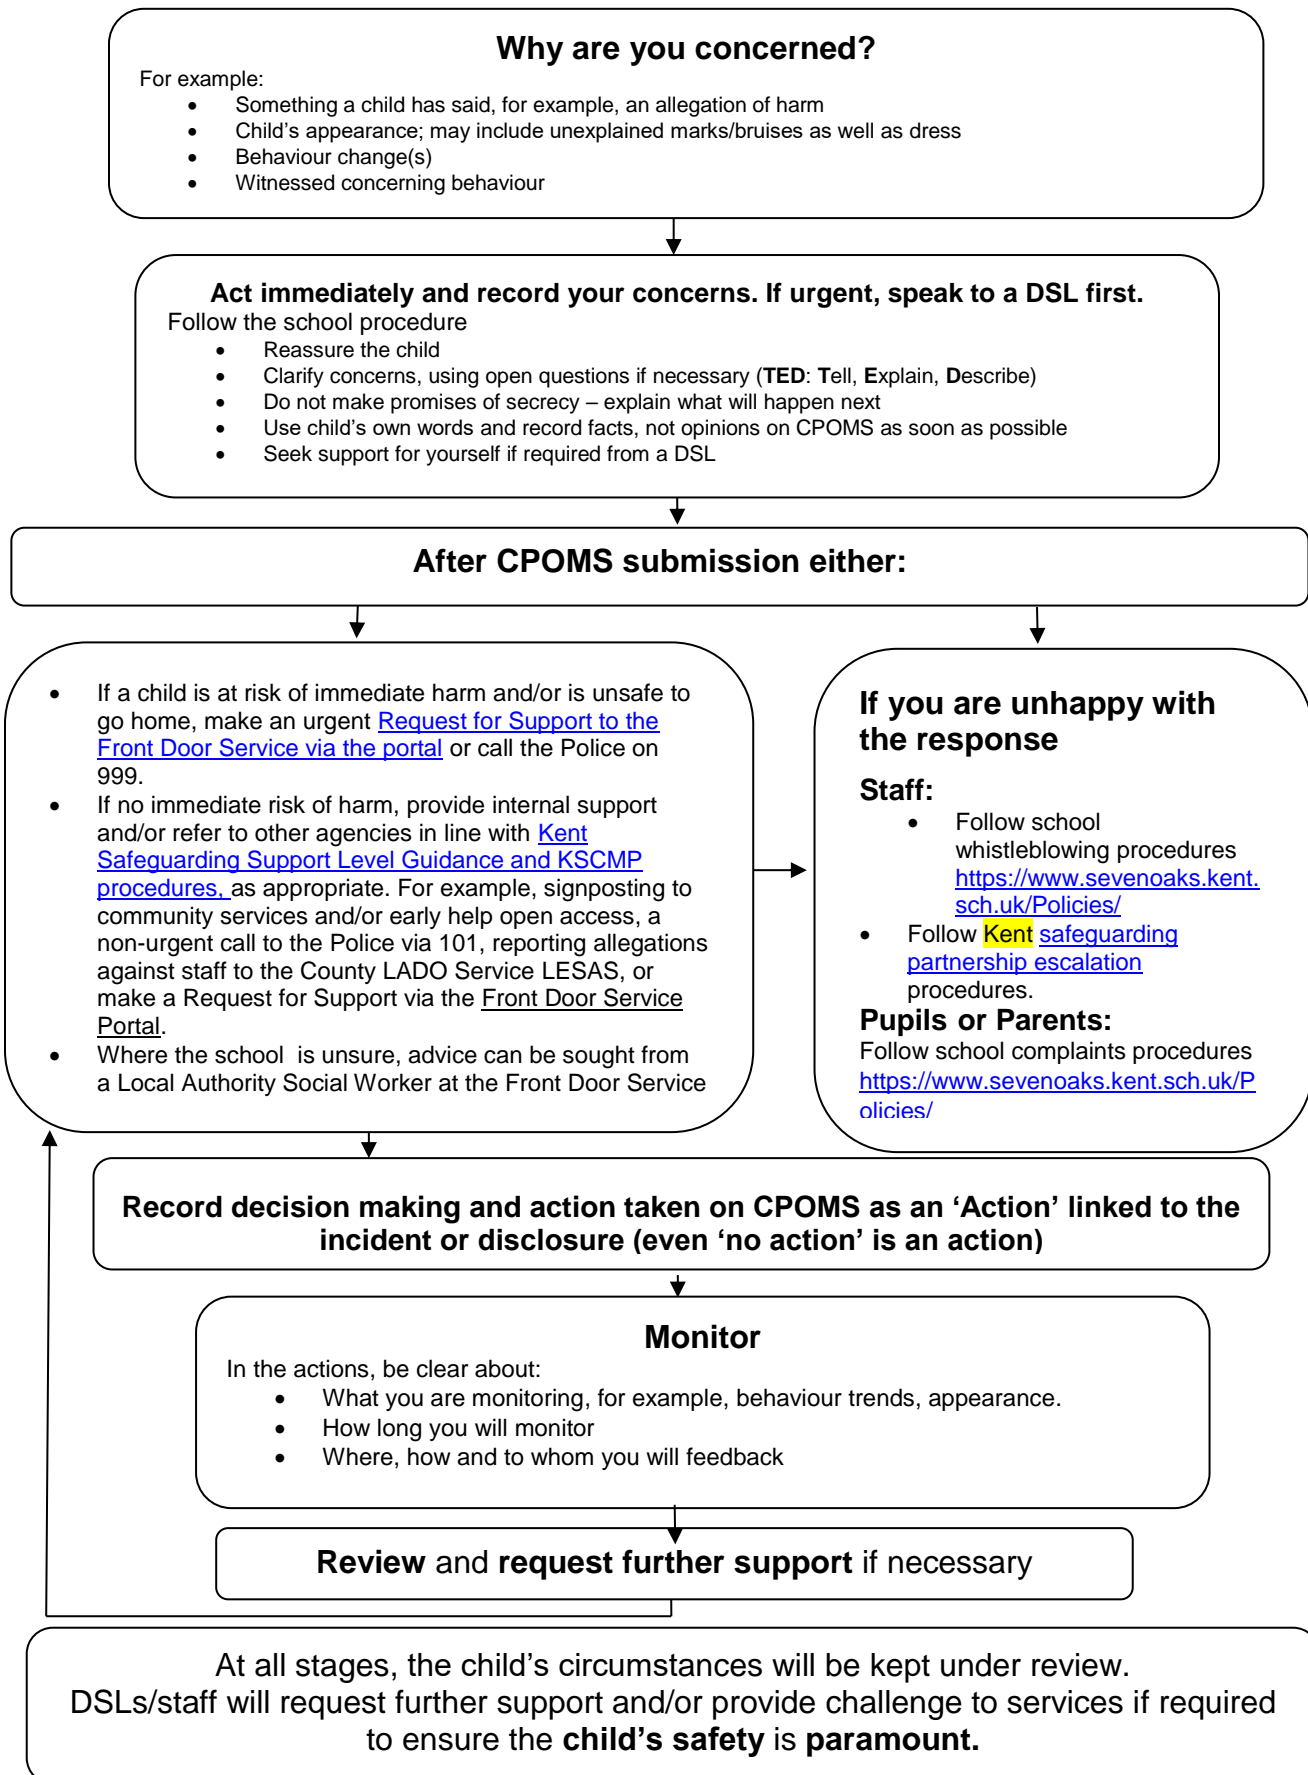 Why are you concerned?
For example:
• Something a child has said, for example, an allegation of harm
• Child's appearance; may include unexplained marks/bruises as well as dress
• Behaviour change(s)
• Witnessed concerning behaviour
Act immediately and record your concerns. If urgent, speak to a DSL first.
Follow the school procedure
• Reassure the child
• Clarify concerns, using open questions if necessary (TED: Tell, Explain, Describe)
• Do not make promises of secrecy – explain what will happen next
• Use child's own words and record facts, not opinions on CPOMS as soon as possible
• Seek support for yourself if required from a DSL
After CPOMS submission either:
• If a child is at risk of immediate harm and/or is unsafe to
go home, make an urgent Request for Support to the
Front Door Service via the portal or call the Police on
999.
• If no immediate risk of harm, provide internal support
and/or refer to other agencies in line with Kent
Safeguarding Support Level Guidance and KSCMP
procedures, as appropriate. For example, signposting to
community services and/or early help open access, a
non-urgent call to the Police via 101, reporting allegations
against staff to the County LADO Service LESAS, or
make a Request for Support via the Front Door Service
Portal.
• Where the school is unsure, advice can be sought from
a Local Authority Social Worker at the Front Door Service
If you are unhappy with
the response
Staff:
• Follow school
whistleblowing procedures
https://www.sevenoaks.kent.
sch.uk/Policies/
• Follow Kent safeguarding
partnership escalation
procedures.
Pupils or Parents:
Follow school complaints procedures
https://www.sevenoaks.kent.sch.uk/P
olicies/
Record decision making and action taken on CPOMS as an 'Action' linked to the
incident or disclosure (even 'no action' is an action)
Monitor
In the actions, be clear about:
• What you are monitoring, for example, behaviour trends, appearance.
• How long you will monitor
• Where, how and to whom you will feedback
Review and request further support if necessary
At all stages, the child's circumstances will be kept under review.
DSLs/staff will request further support and/or provide challenge to services if required
to ensure the child's safety is paramount.